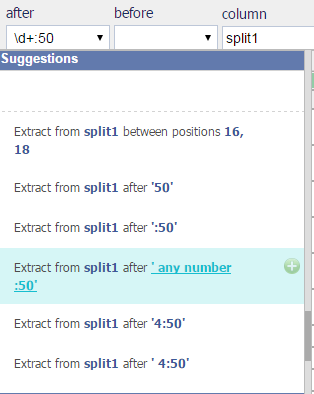 after before column
\d+:50 split1
Suggestions
Extract from split1 between positions 16,
18
Extract from split1 after '50'
Extract from split1 after ':50'
Extract from split1 after ' any number
:50'
Extract from split1 after '4:50'
Extract from split1 after ' 4:50'